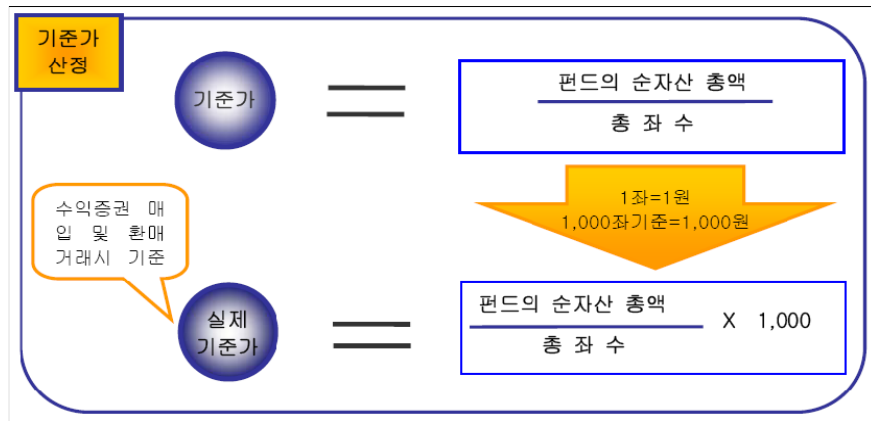 기준가
산정
기준가
펀드의 순자산 총액
총 좌 수
1좌=1원
1,000좌기준=1,000원
수익증권 매
입 및 환매
거래시 기준
실제
기준가
펀드의 순자산 총액
총 좌 수
X 1,000